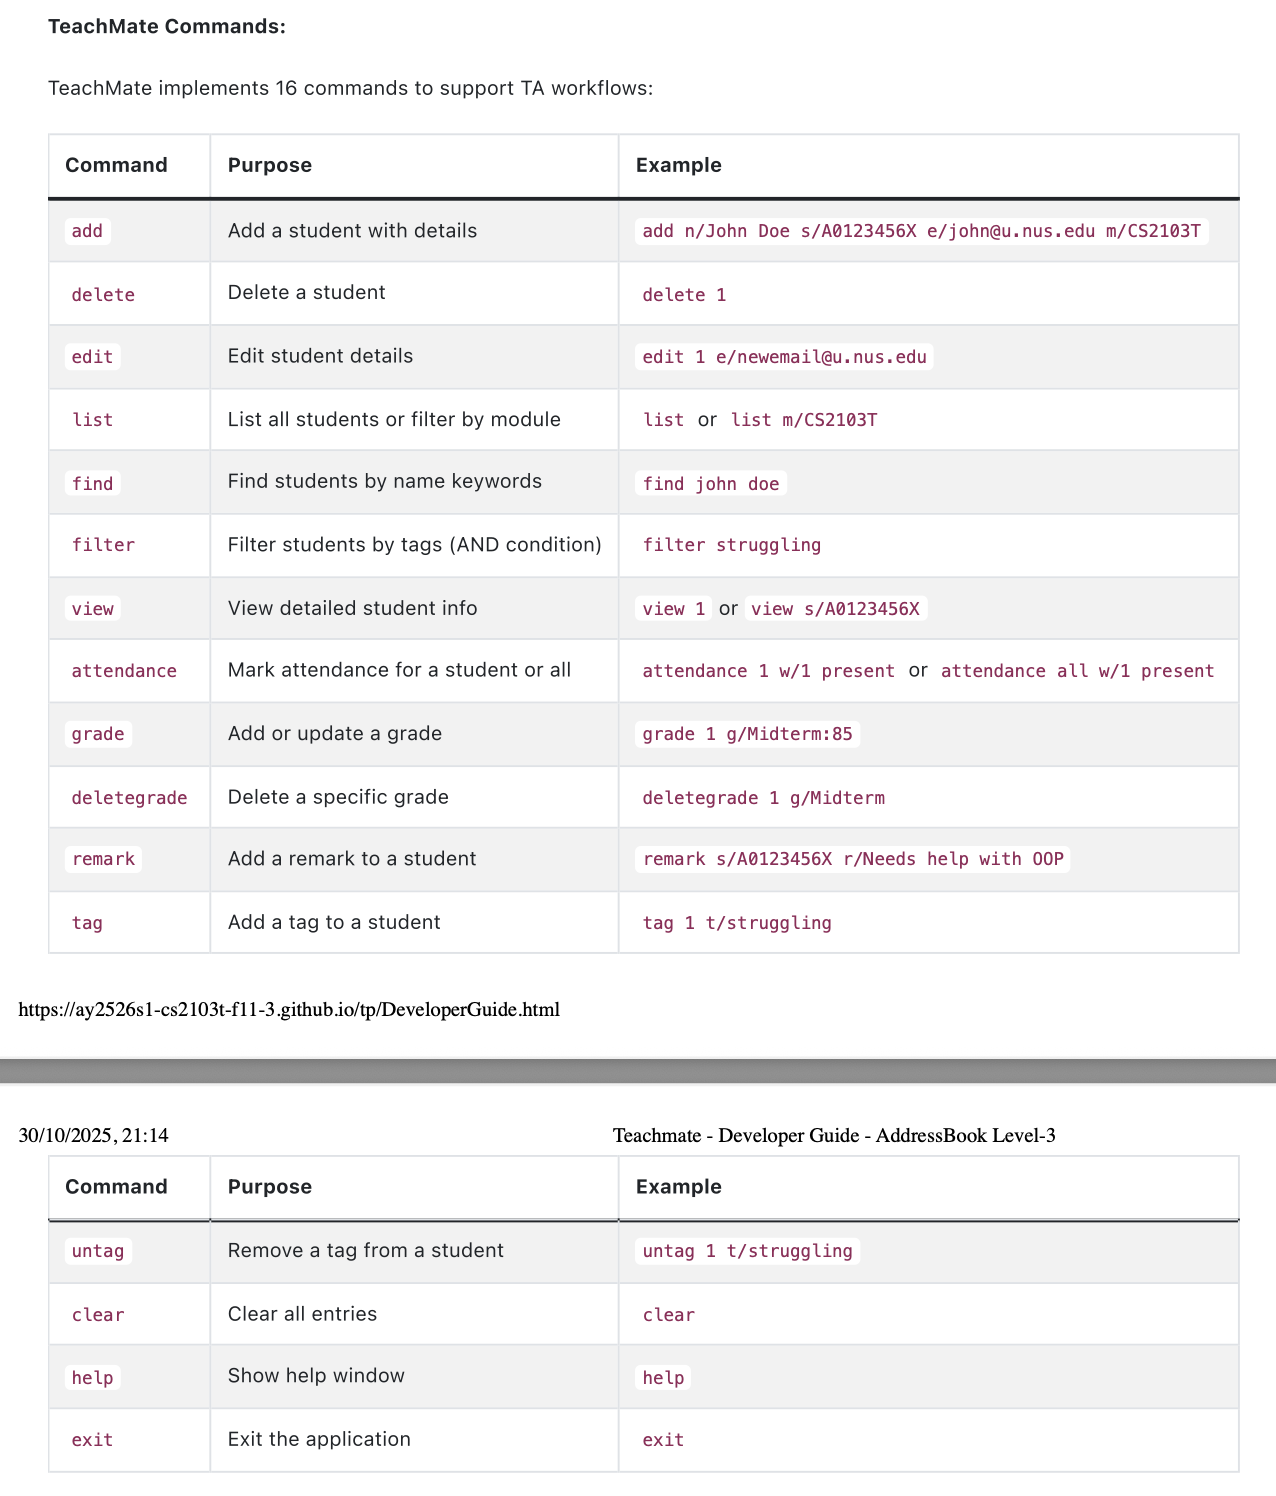 TeachMate Commands:
TeachMate implements 16 commands to support TA workflows:
Command Purpose Example
add Add a student with details add n/John Doe s/A0123456X e/john@u.nus.edu m/CS2103T
delete Delete a student delete 1
edit Edit student details edit 1 e/newemail@u.nus.edu
list List all students or filter by module list or list m/CS2103T
find Find students by name keywords find john doe
filter Filter students by tags (AND condition) filter struggling
view View detailed student info view 1 or view s/A0123456X
attendance Mark attendance for a student or all attendance 1 w/1 present or attendance all w/1 present
grade Add or update a grade grade 1 g/Midterm:85
deletegrade Delete a specific grade deletegrade 1 g/Midterm
remark Add a remark to a student remark s/A0123456X r/Needs help with OOP
tag Add a tag to a student tag 1 t/struggling
https://ay2526s1-cs2103t-f11-3.github.io/tp/DeveloperGuide.html
30/10/2025, 21:14 Teachmate - Developer Guide - AddressBook Level-3
Command Purpose Example
untag Remove a tag from a student untag 1 t/struggling
clear Clear all entries clear
help Show help window help
exit Exit the application exit